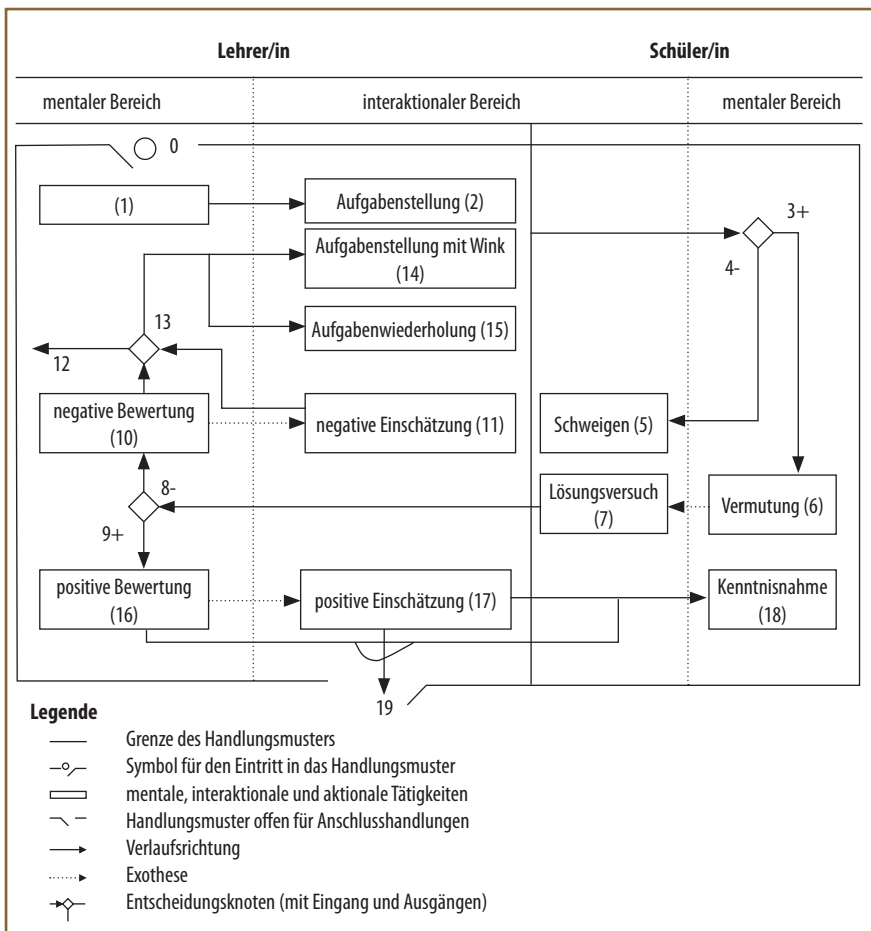 Lehrer/in Schüler/in
mentaler Bereich interaktionaler Bereich mentaler Bereich
0
(1)
Aufgabenstellung (2)
3+
Aufgabenstellung mit Wink
(14)
4-
13
Aufgabenwiederholung (15)
12
negative Bewertung
(10)
negative Einschätzung (11)
Schweigen (5)
8-
Lösungsversuch
(7)
Vermutung (6)
9+
positive Bewertung
(16)
positive Einschätzung (17)
Kenntnisnahme
(18)
19
Legende
Grenze des Handlungsmusters
Symbol für den Eintritt in das Handlungsmuster
mentale, interaktionale und aktionale Tätigkeiten
Handlungsmuster offen für Anschlusshandlungen
Verlaufsrichtung
Exothese
Entscheidungsknoten (mit Eingang und Ausgängen)